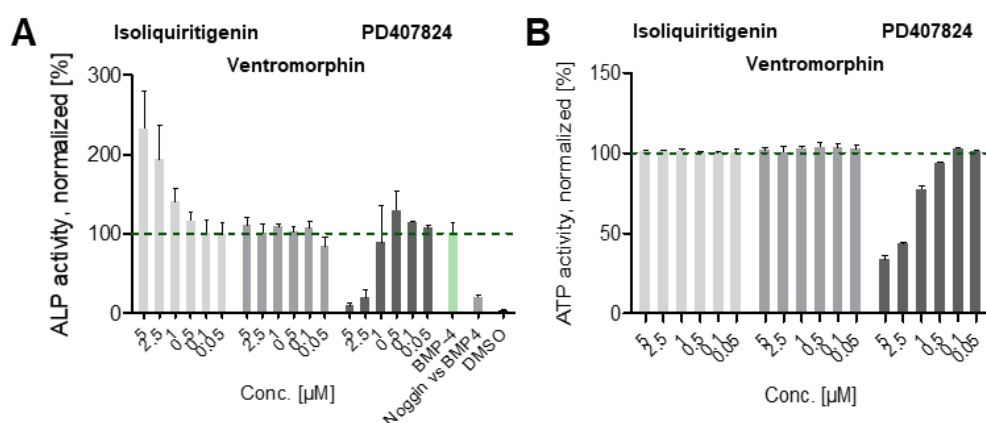 A
Isoliquiritigenin
PD407824
Ventromorphin
ALP activity, normalized [%]
300
200
100
0
5 2.5 1 0.5 0.1 0.05
5 2.5 1 0.5 0.1 0.05
5 2.5 1 0.5 0.1 0.05
BMP-4
Noggin vs BMP4
DMSO
Conc. [µM]
B
Isoliquiritigenin
PD407824
Ventromorphin
ATP activity, normalized [%]
150
100
50
0
5 2.5 1 0.5 0.1 0.05
5 2.5 1 0.5 0.1 0.05
5 2.5 1 0.5 0.1 0.05
Conc. [µM]